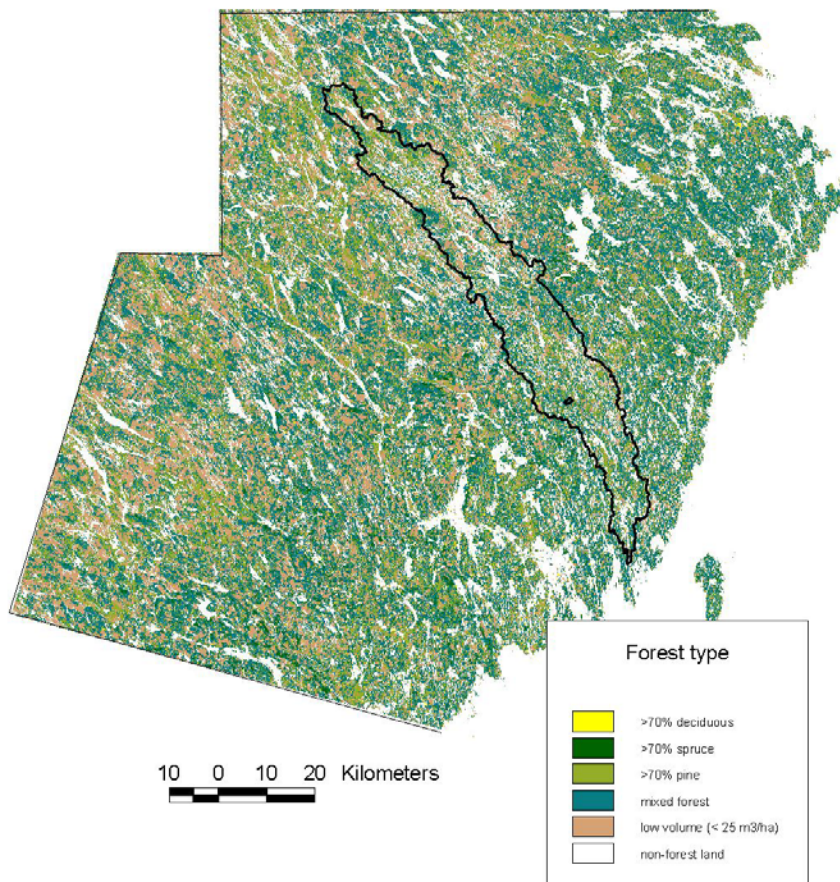 Forest type
>70% deciduous
>70% spruce
>70% pine
mixed forest
low volume (< 25 m3/ha)
non-forest land
10 0 10 20 Kilometers